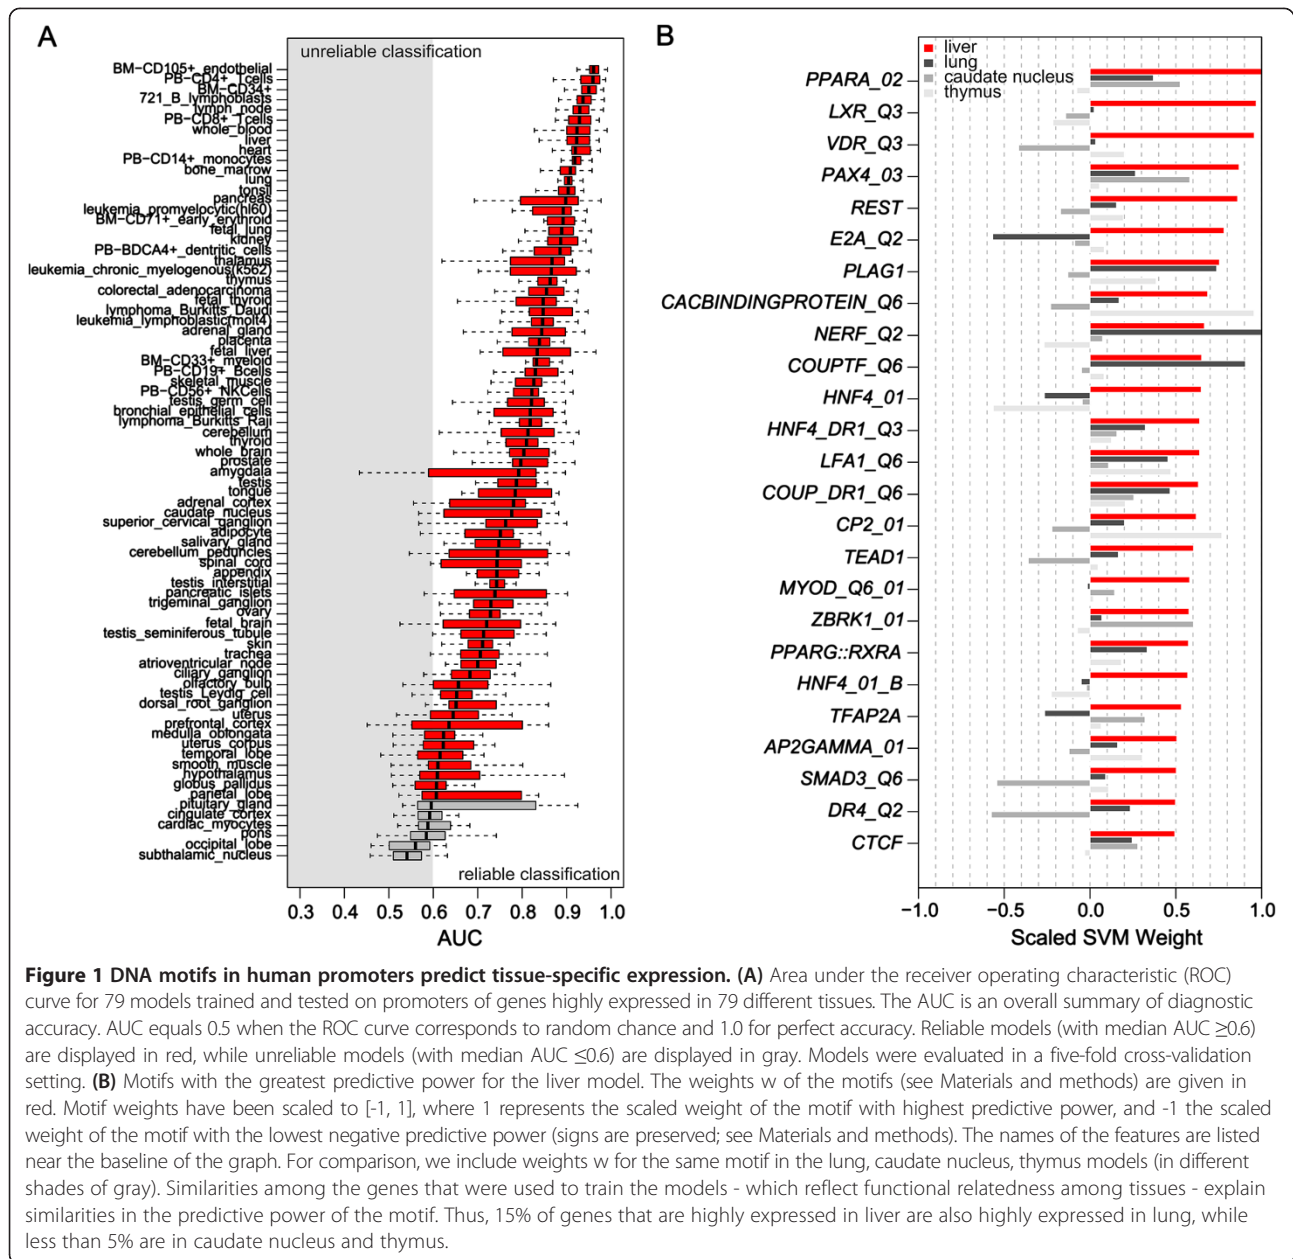 A
unreliable classification
BM-CD105+_endothelial
PB-CD4+_Tcells
BM-CD34+
721_B_lymphoblasts
lymph_node
PB-CD8+_Tcells
whole_blood
liver
heart
PB-CD14+_monocytes
bone_marrow
lung
tonsil
pancreas
leukemia_promyelocytic(hl60)
BM-CD71+_early_erythroid
fetal_lung
kidney
PB-BDCA4+_dentritic_cells
thalamus
leukemia_chronic_myelogenous(k562)
thymus
colorectal_adenocarcinoma
fetal_thyroid
lymphoma_Burkitts_Daudi
leukemia_lymphoblastic(molt4)
adrenal_gland
placenta
fetal_liver
BM-CD33+_myeloid
PB-CD19+_Bcells
skeletal_muscle
PB-CD56+_NKCells
testis_germ_cell
bronchial_epithelial_cells
lymphoma_Burkitts_Raji
cerebellum
thyroid
whole_brain
prostate
amygdala
testis
tongue
adrenal_cortex
caudate_nucleus
superior_cervical_ganglion
adipocyte
salivary_gland
cerebellum_peduncles
spinal_cord
appendix
testis_interstitial
pancreatic_islets
trigeminal_ganglion
ovary
fetal_brain
testis_seminiferous_tubule
skin
trachea
atrioventricular_node
ciliary_ganglion
olfactory_bulb
testis_Leydig_cell
dorsal_root_ganglion
uterus
prefrontal_cortex
medulla_oblongata
uterus_corpus
temporal_lobe
smooth_muscle
hypothalamus
globus_pallidus
parietal_lobe
pituitary_gland
cingulate_cortex
cardiac_myocytes
pons
occipital_lobe
subthalamic_nucleus
reliable classification
0.3 0.4 0.5 0.6 0.7 0.8 0.9 1.0
AUC
B
liver
lung
caudate nucleus
thymus
PPARA_02
LXR_Q3
VDR_Q3
PAX4_03
REST
E2A_Q2
PLAG1
CACBINDINGPROTEIN_Q6
NERF_Q2
COUPTF_Q6
HNF4_01
HNF4_DR1_Q3
LFA1_Q6
COUP_DR1_Q6
CP2_01
TEAD1
MYOD_Q6_01
ZBRK1_01
PPARG::RXRA
HNF4_01_B
TFAP2A
AP2GAMMA_01
SMAD3_Q6
DR4_Q2
CTCF
−1.0 −0.5 0.0 0.5 1.0
Scaled SVM Weight
Figure 1 DNA motifs in human promoters predict tissue-specific expression. (A) Area under the receiver operating characteristic (ROC)
curve for 79 models trained and tested on promoters of genes highly expressed in 79 different tissues. The AUC is an overall summary of diagnostic
accuracy. AUC equals 0.5 when the ROC curve corresponds to random chance and 1.0 for perfect accuracy. Reliable models (with median AUC ≥0.6)
are displayed in red, while unreliable models (with median AUC ≤0.6) are displayed in gray. Models were evaluated in a five-fold cross-validation
setting. (B) Motifs with the greatest predictive power for the liver model. The weights w of the motifs (see Materials and methods) are given in
red. Motif weights have been scaled to [-1, 1], where 1 represents the scaled weight of the motif with highest predictive power, and -1 the scaled
weight of the motif with the lowest negative predictive power (signs are preserved; see Materials and methods). The names of the features are listed
near the baseline of the graph. For comparison, we include weights w for the same motif in the lung, caudate nucleus, thymus models (in different
shades of gray). Similarities among the genes that were used to train the models - which reflect functional relatedness among tissues - explain
similarities in the predictive power of the motif. Thus, 15% of genes that are highly expressed in liver are also highly expressed in lung, while
less than 5% are in caudate nucleus and thymus.